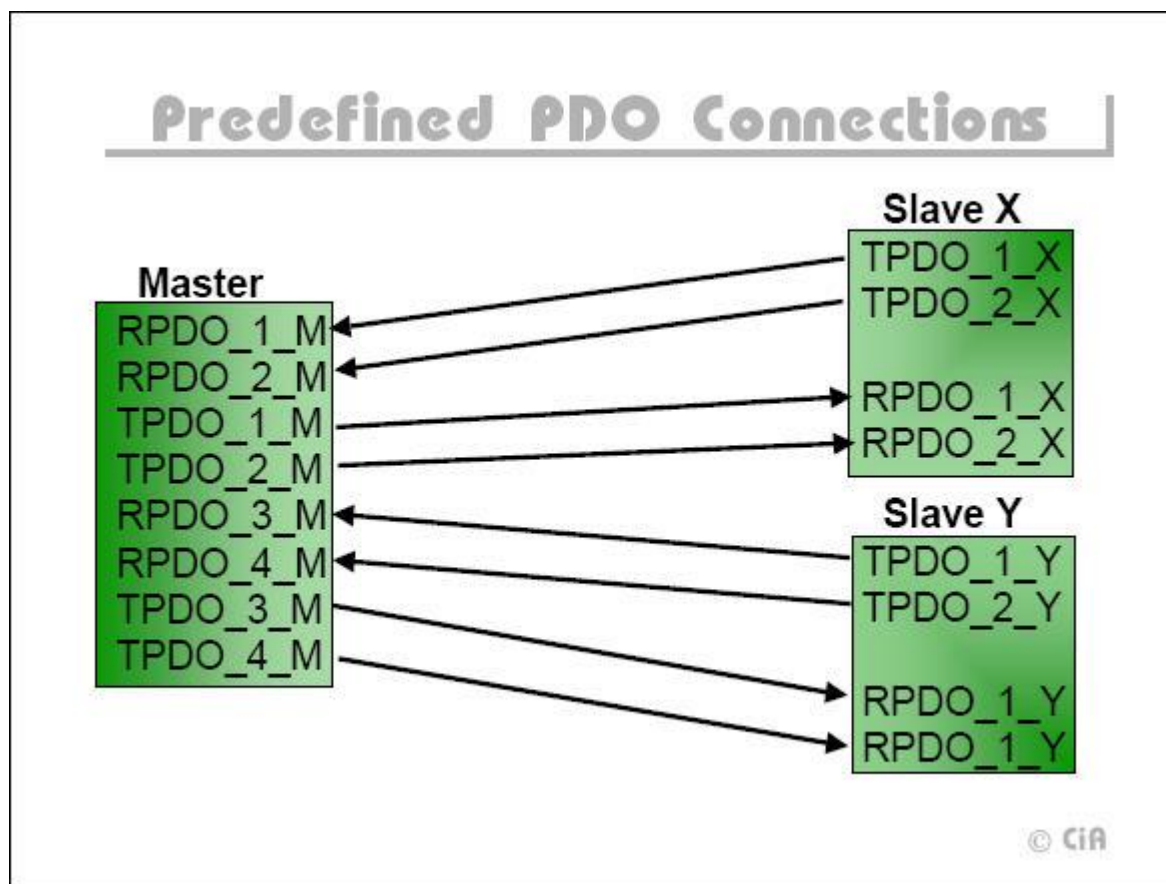 Predefined PDO Connections
Master
RPDO_1_M
RPDO_2_M
TPDO_1_M
TPDO_2_M
RPDO_3_M
RPDO_4_M
TPDO_3_M
TPDO_4_M
Slave X
TPDO_1_X
TPDO_2_X
RPDO_1_X
RPDO_2_X
Slave Y
TPDO_1_Y
TPDO_2_Y
RPDO_1_Y
RPDO_1_Y
© CiA